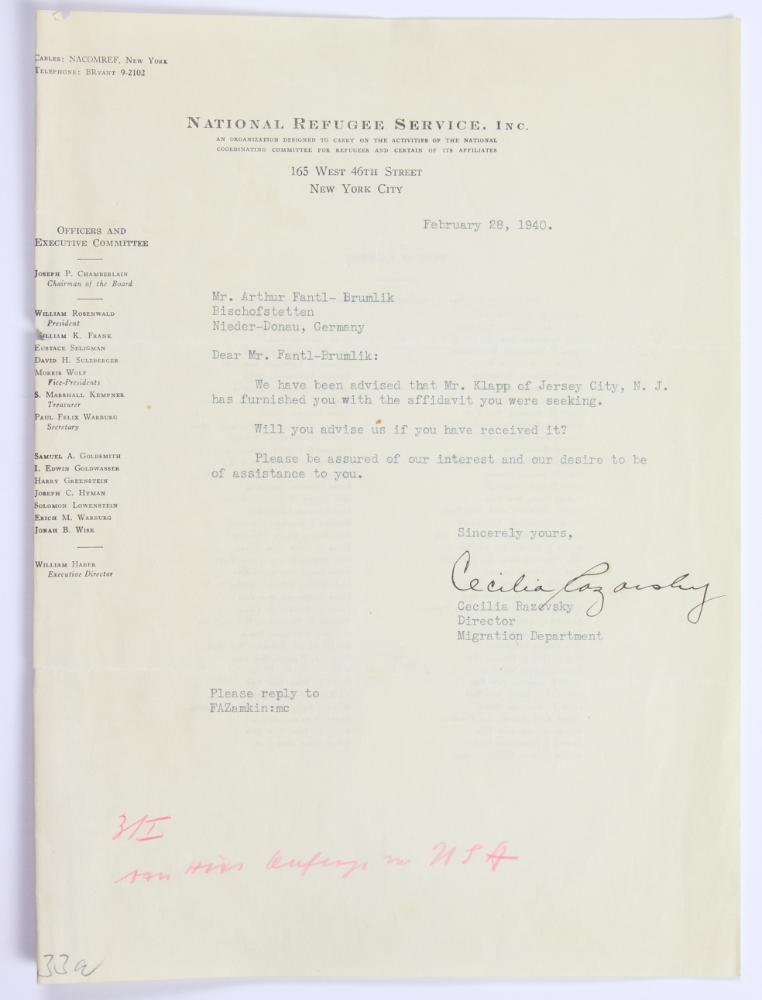 Cables: NACOMREF, New York
Telephone: BRyant 9-2102
National Refugee Service, Inc.
AN ORGANIZATION DESIGNED TO CARRY ON THE ACTIVITIES OF THE NATIONAL
COORDINATING COMMITTEE FOR REFUGEES AND CERTAIN OF ITS AFFILIATES
165 West 46th Street
New York City
February 28, 1940.
Officers and
Executive Committee
Joseph P. Chamberlain
Chairman of the Board
William Rosenwald
President
William K. Frank
Eustace Seligman
David H. Sulzberger
Morris Wolf
Vice-Presidents
S. Marshall Kempner
Treasurer
Paul Felix Warburg
Secretary
Samuel A. Goldsmith
I. Edwin Goldwasser
Harry Greenstein
Joseph C. Hyman
Solomon Lowenstein
Erich M. Warburg
Jonah B. Wise
William Haber
Executive Director
Mr. Arthur Fantl- Brumlik
Bischofstetten
Nieder-Donau, Germany
Dear Mr. Fantl-Brumlik:
We have been advised that Mr. Klapp of Jersey City, N. J.
has furnished you with the affidavit you were seeking.
Will you advise us if you have received it?
Please be assured of our interest and our desire to be
of assistance to you.
Sincerely yours,
Cecilia Razovsky
Cecilia Razovsky
Director
Migration Department
Please reply to
FAZamkin:mc
3/I
USA
33a